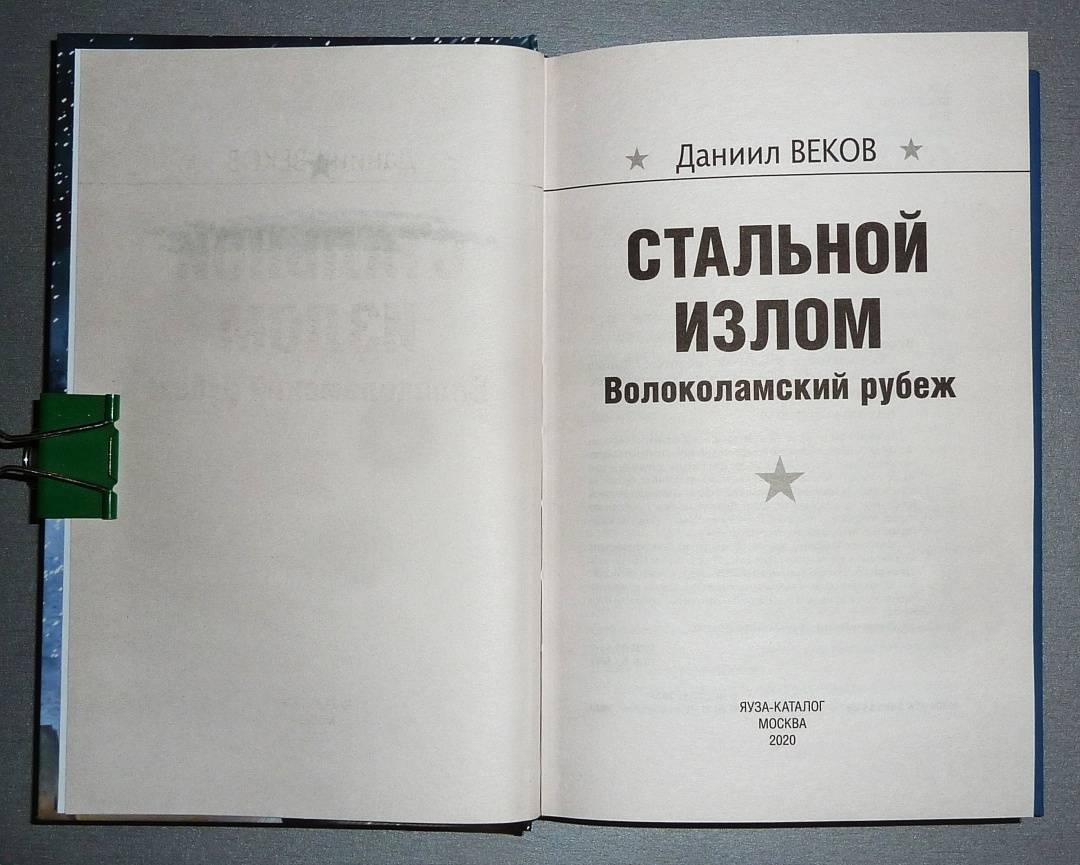 Даниил ВЕКОВ
СТАЛЬНОЙ
ИЗЛОМ
Волоколамский рубеж
ЯУЗА-КАТАЛОГ
МОСКВА
2020